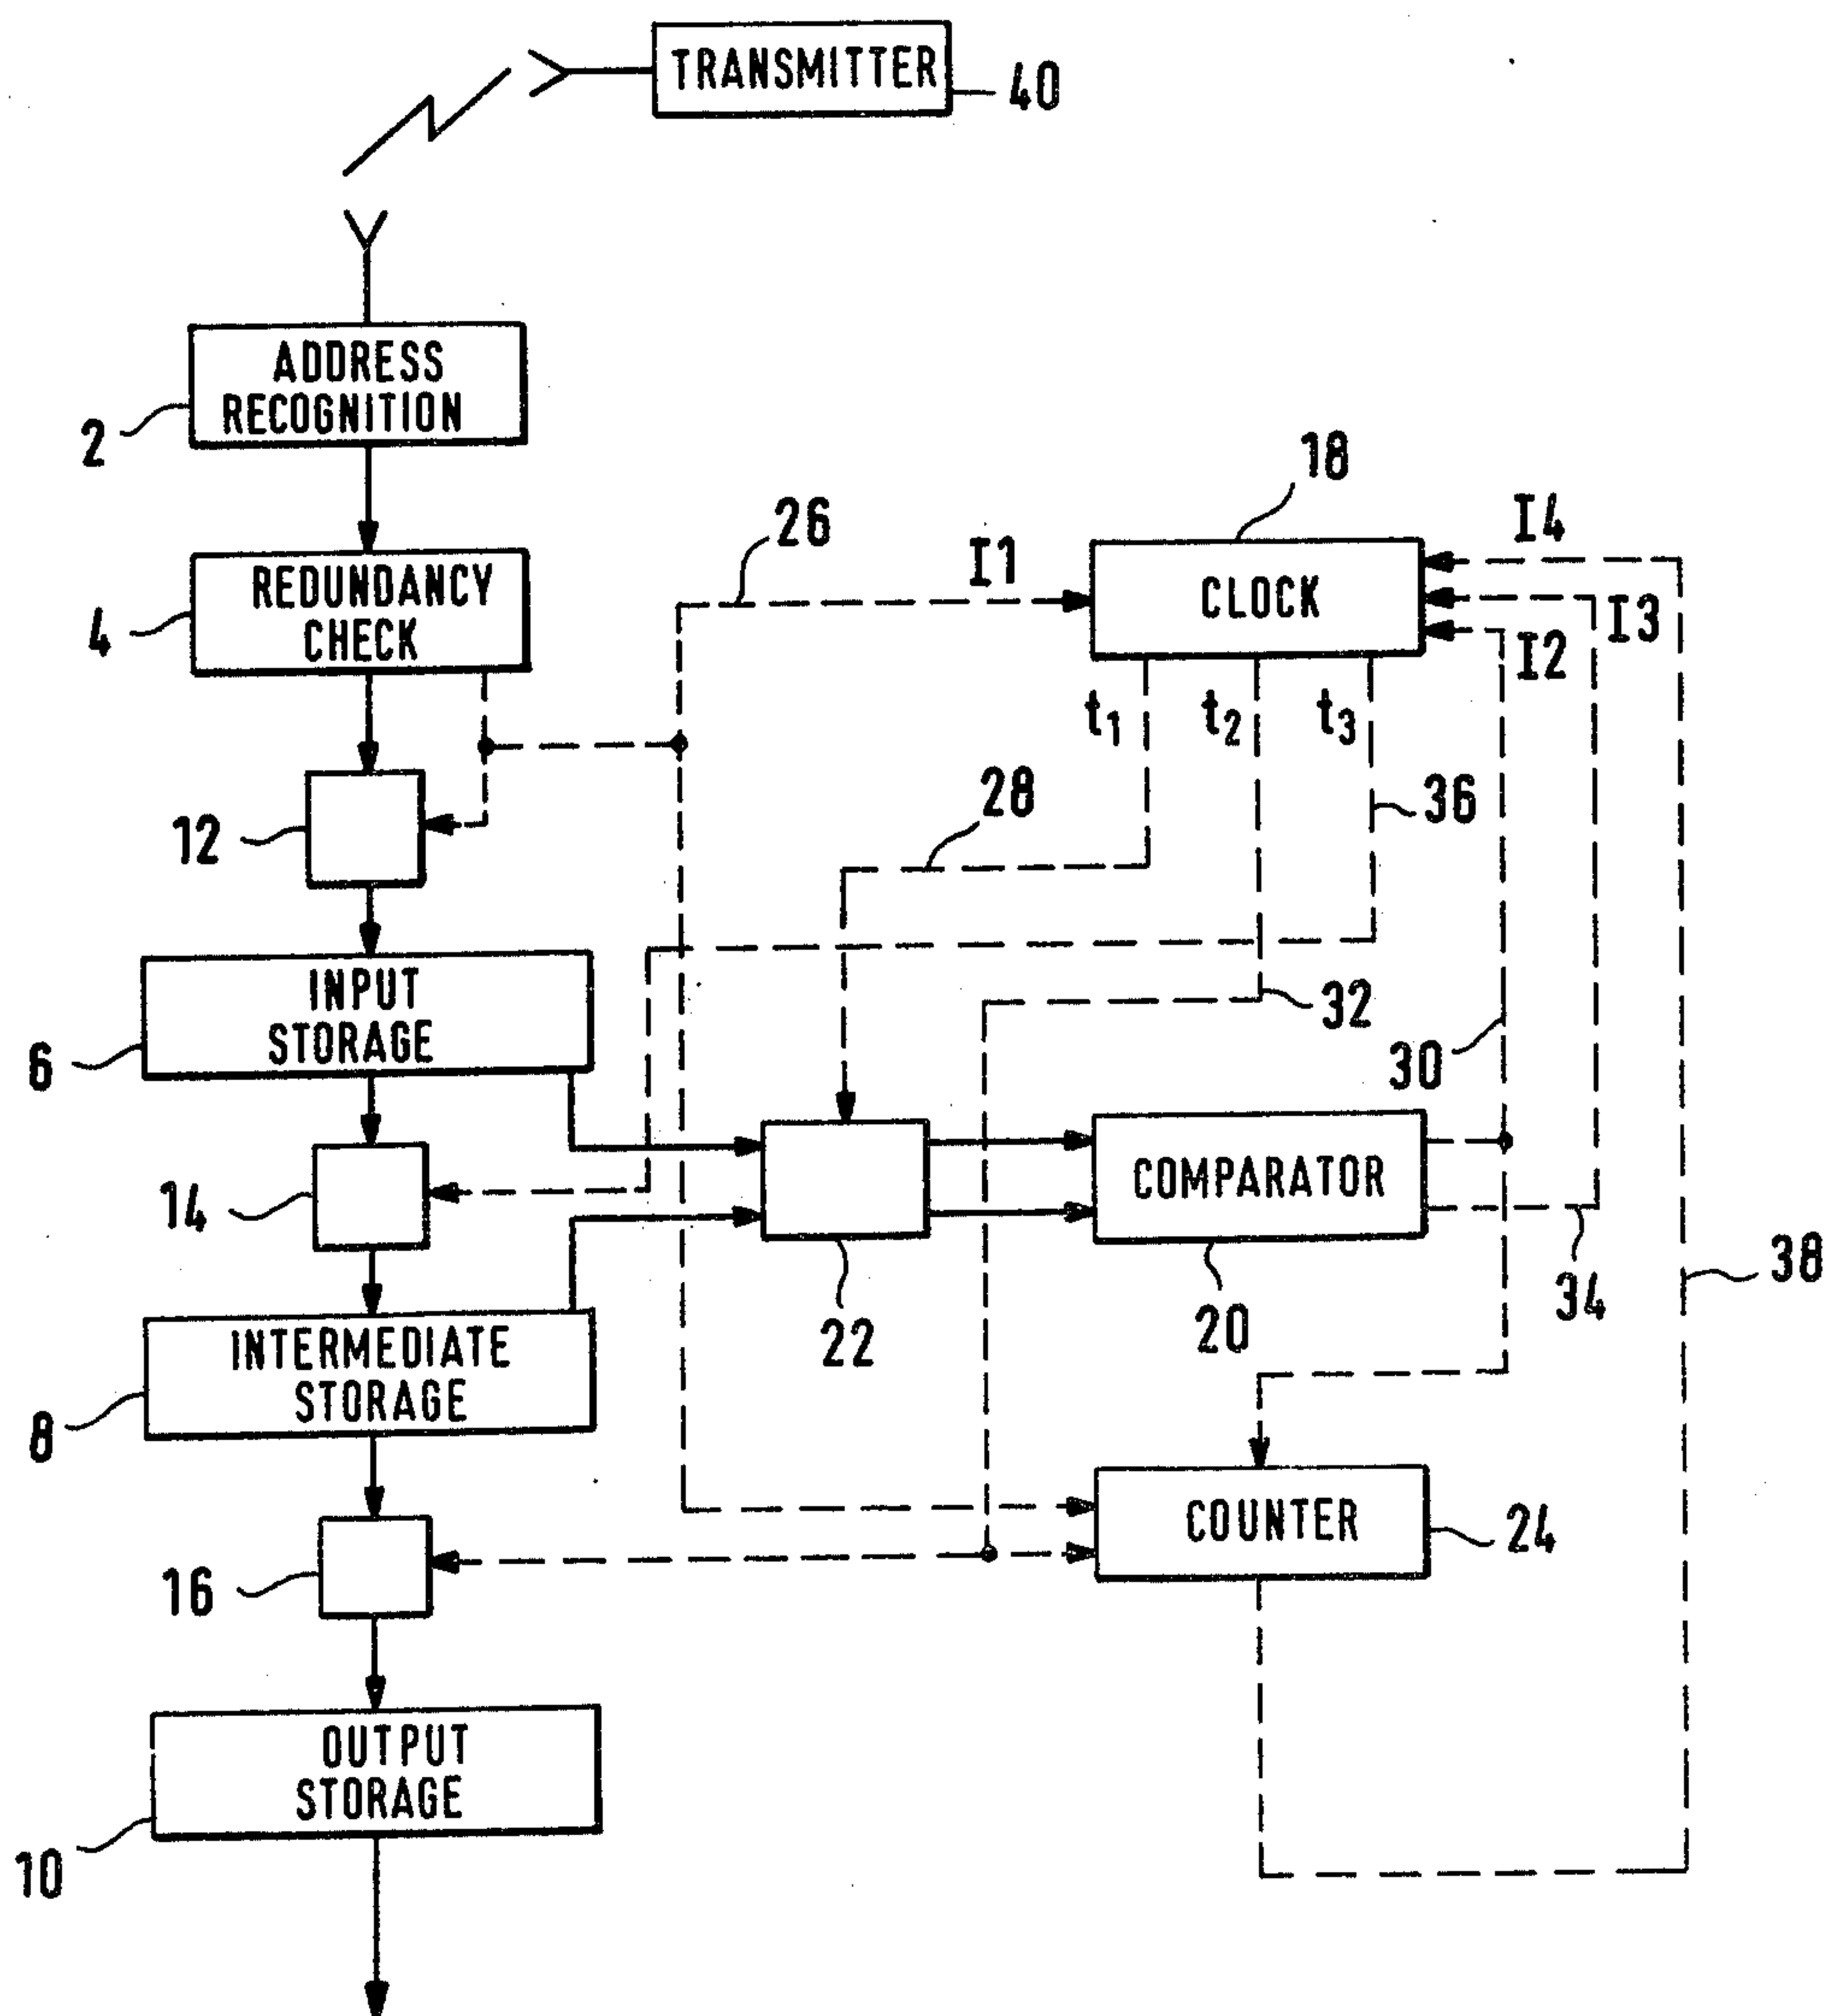 TRANSMITTER
40
ADDRESS
RECOGNITION
2
18
26
I1
I4
REDUNDANCY
CHECK
4
CLOCK
I3
I2
t1
t2
t3
28
36
12
INPUT
STORAGE
6
32
30
14
COMPARATOR
38
34
22
20
INTERMEDIATE
STORAGE
8
COUNTER
24
16
OUTPUT
STORAGE
10